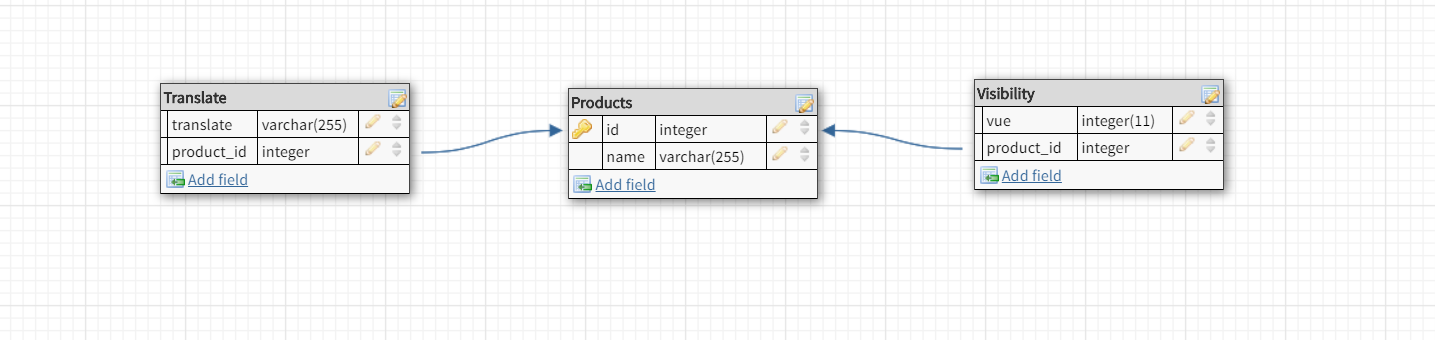 Translate
translate varchar(255)
product_id integer
Add field
Products
id integer
name varchar(255)
Add field
Visibility
vue integer(11)
product_id integer
Add field